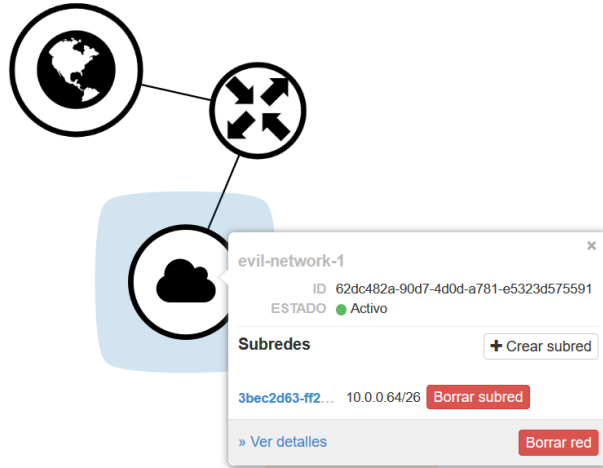 evil-network-1
×
ID 62dc482a-90d7-4d0d-a781-e5323d575591
ESTADO Activo
Subredes
+ Crear subred
3bec2d63-ff2... 10.0.0.64/26 Borrar subred
» Ver detalles
Borrar red